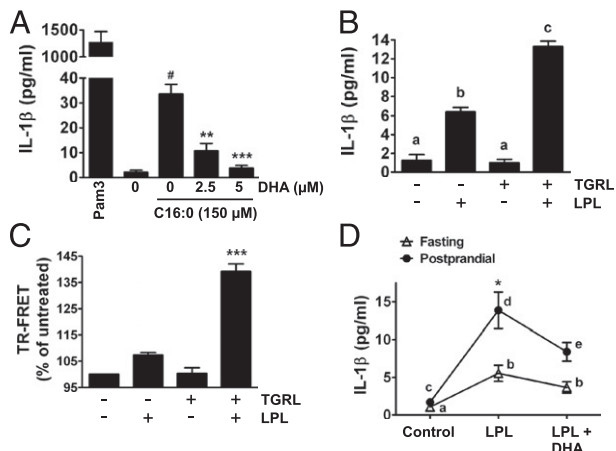 A
IL-1β (pg/ml)
1500
1000
40
30
20
10
0
#
**
***
Pam3
0 0 2.5 5 DHA (μM)
C16:0 (150 μM)
B
IL-1β (pg/ml)
14
12
10
8
6
4
2
0
a b a c
- - + + TGRL
- + - + LPL
C
TR-FRET
(% of untreated)
145
135
125
115
105
95
***
- - + + TGRL
- + - + LPL
D
Fasting
Postprandial
IL-1β (pg/ml)
15
10
5
0
*
d
e
b
b
c
a
Control LPL LPL +
DHA